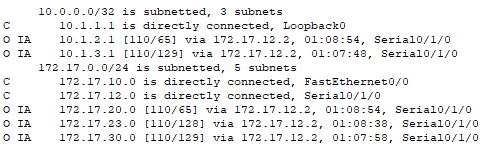 10.0.0.0/32 is subnetted, 3 subnets
C       10.1.1.1 is directly connected, Loopback0
O IA    10.1.2.1 [110/65] via 172.17.12.2, 01:08:54, Serial0/1/0
O IA    10.1.3.1 [110/129] via 172.17.12.2, 01:07:48, Serial0/1/0
172.17.0.0/24 is subnetted, 5 subnets
C       172.17.10.0 is directly connected, FastEthernet0/0
C       172.17.12.0 is directly connected, Serial0/1/0
O IA    172.17.20.0 [110/65] via 172.17.12.2, 01:08:54, Serial0/1/0
O IA    172.17.23.0 [110/128] via 172.17.12.2, 01:08:38, Serial0/1/0
O IA    172.17.30.0 [110/129] via 172.17.12.2, 01:07:58, Serial0/1/0